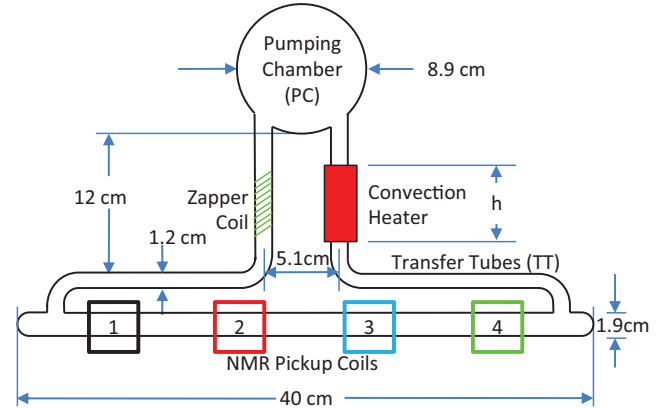 Pumping
Chamber
(PC)
8.9 cm
12 cm
Zapper
Coil
Convection
Heater
h
1.2 cm
5.1cm
Transfer Tubes (TT)
1
2
3
4
1.9cm
NMR Pickup Coils
40 cm